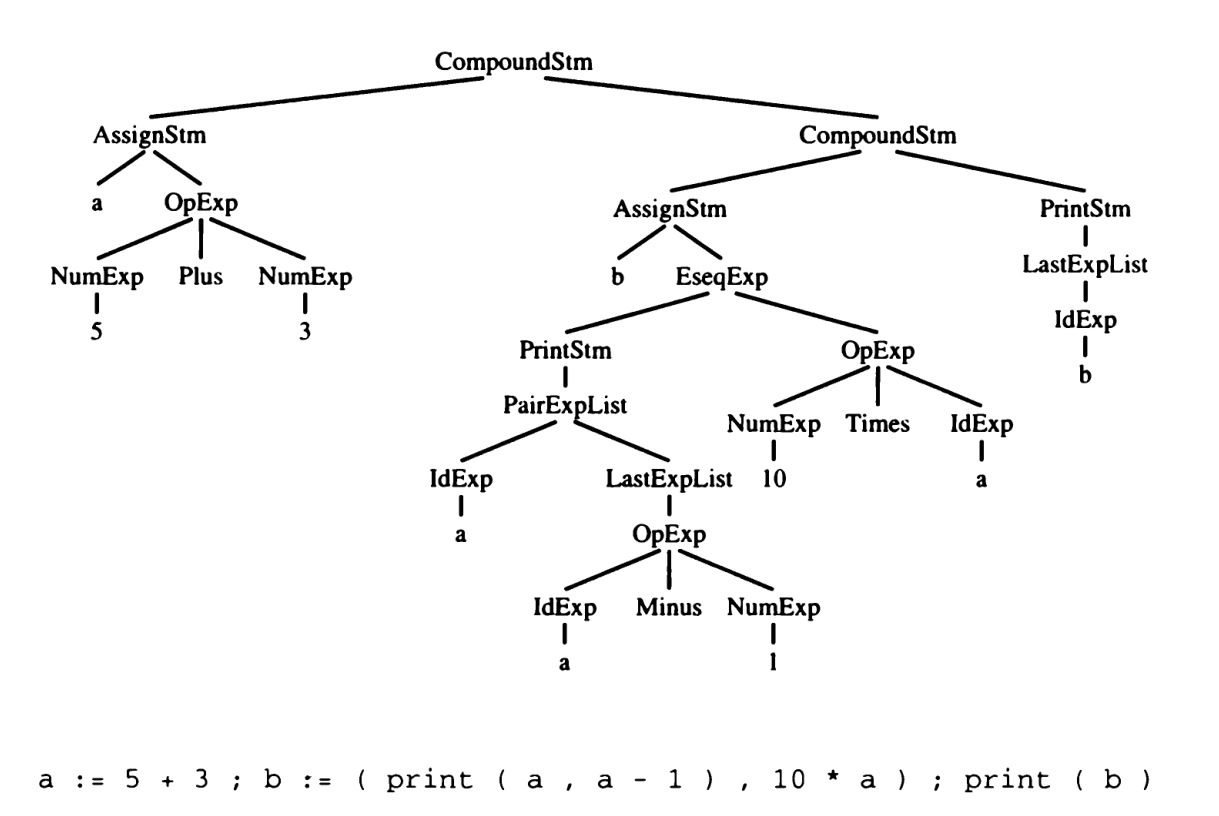 CompoundStm
AssignStm CompoundStm
a OpExp AssignStm PrintStm
NumExp Plus NumExp b EseqExp LastExpList
5 3 IdExp
PrintStm OpExp b
PairExpList NumExp Times IdExp
IdExp LastExpList 10 a
a OpExp
IdExp Minus NumExp
a 1
a := 5 + 3 ; b := ( print ( a , a - 1 ) , 10 * a ) ; print ( b )